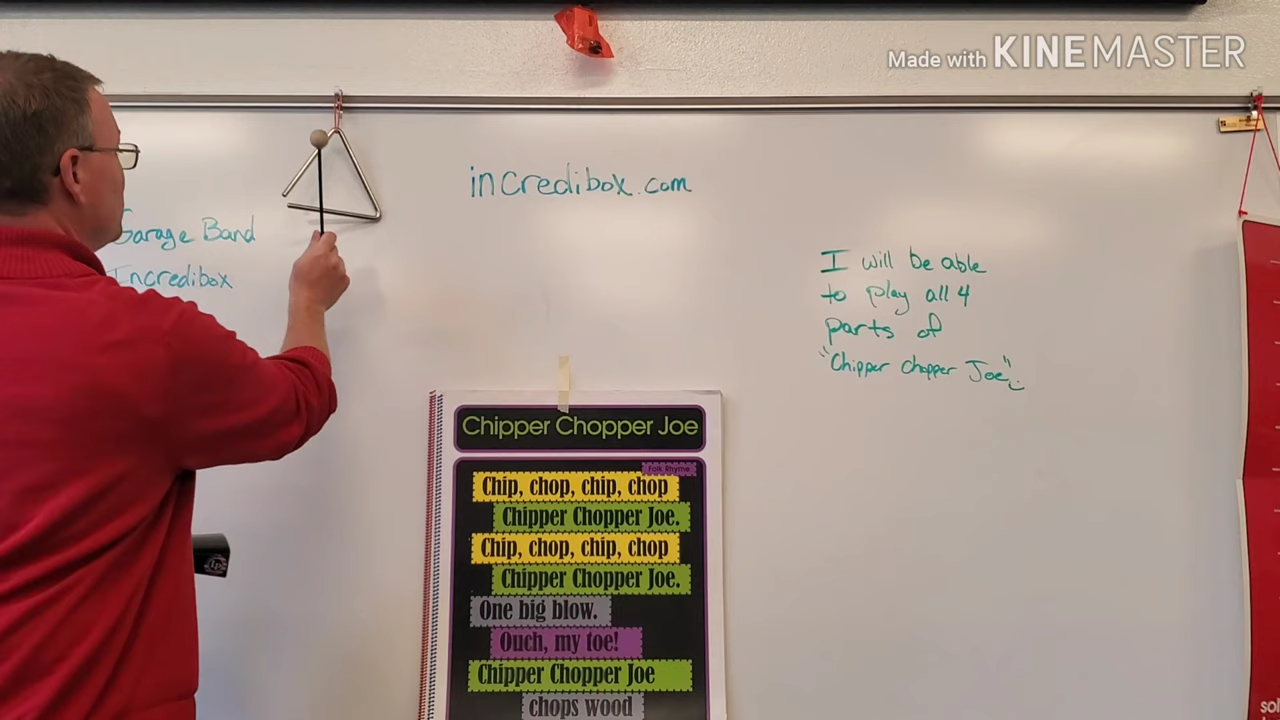 Made with KINEMASTER
incredibox.com
Garage Band
Incredibox
I will be able
to play all 4
parts of
"Chipper Chopper Joe".
Chipper Chopper Joe
Folk Rhyme
Chip, chop, chip, chop
Chipper Chopper Joe.
Chip, chop, chip, chop
Chipper Chopper Joe.
One big blow.
Ouch, my toe!
Chipper Chopper Joe
chops wood